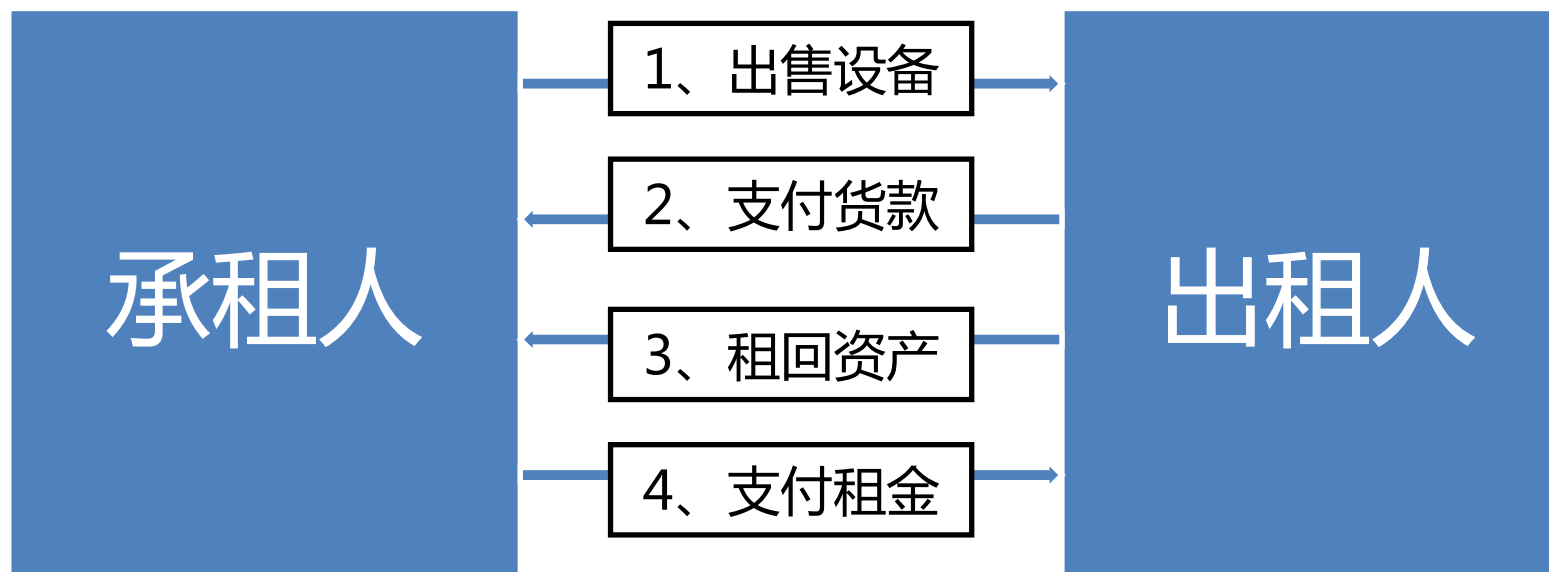 承租人
1、出售设备
2、支付货款
3、租回资产
4、支付租金
出租人